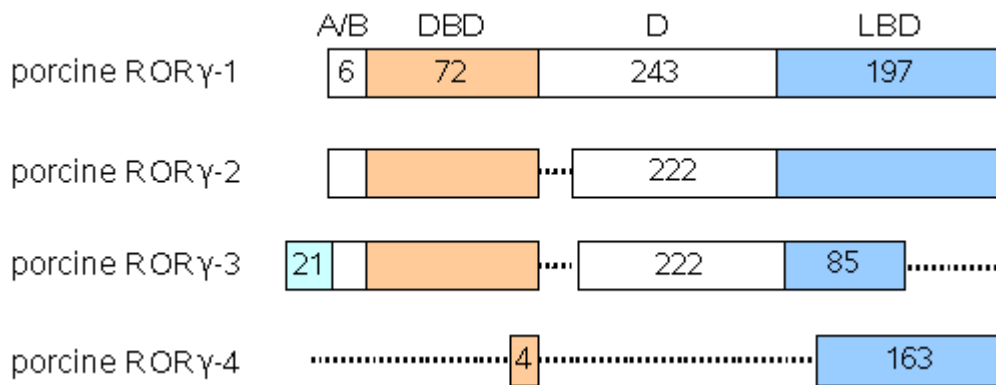 A/B DBD D LBD
porcine RORγ-1 6 72 243 197
porcine RORγ-2 222
porcine RORγ-3 21 222 85
porcine RORγ-4 4 163